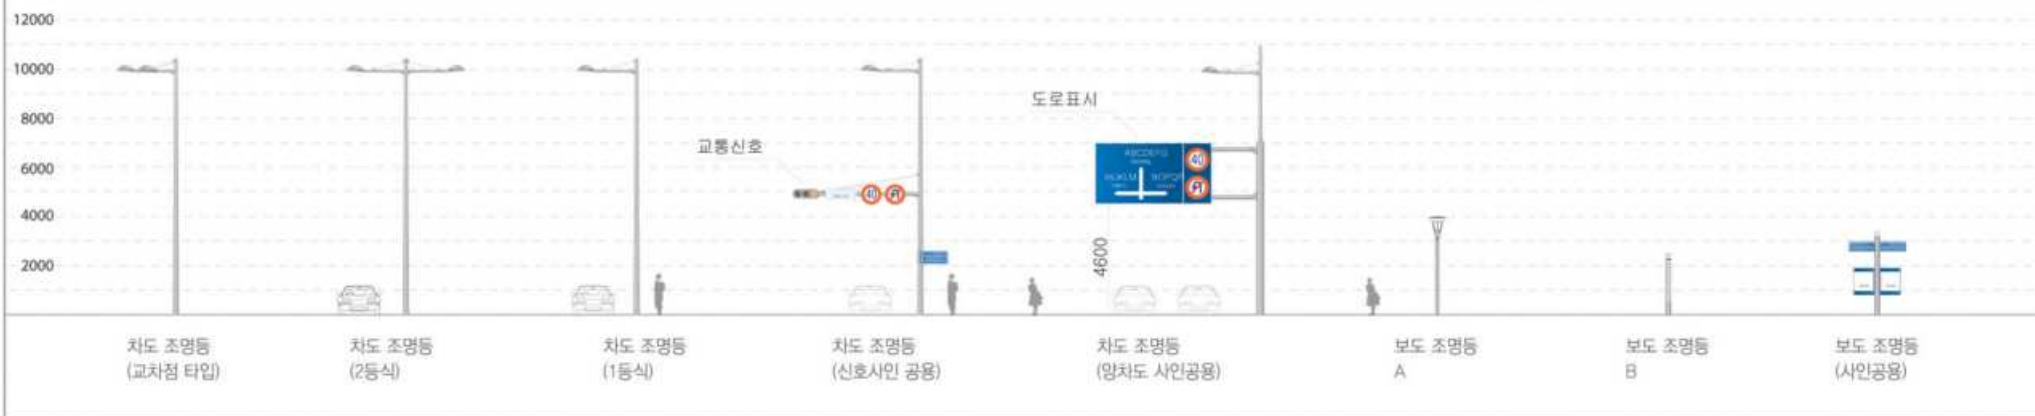 12000
10000
8000
6000
4000
2000
교통신호
40
도로표시
ABCDEFG
HIJKLM NOPQR
40
4600
차도 조명등
(교차점 타입)
차도 조명등
(2등식)
차도 조명등
(1등식)
차도 조명등
(신호사인 공용)
차도 조명등
(양차도 사인공용)
보도 조명등
A
보도 조명등
B
보도 조명등
(사인공용)